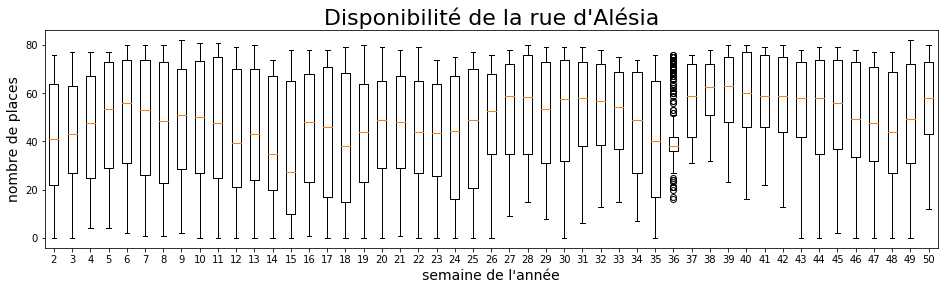 Disponibilité de la rue d'Alésia
nombre de places
80
60
40
20
0
2 3 4 5 6 7 8 9 10 11 12 13 14 15 16 17 18 19 20 21 22 23 24 25 26 27 28 29 30 31 32 33 34 35 36 37 38 39 40 41 42 43 44 45 46 47 48 49 50
semaine de l'année